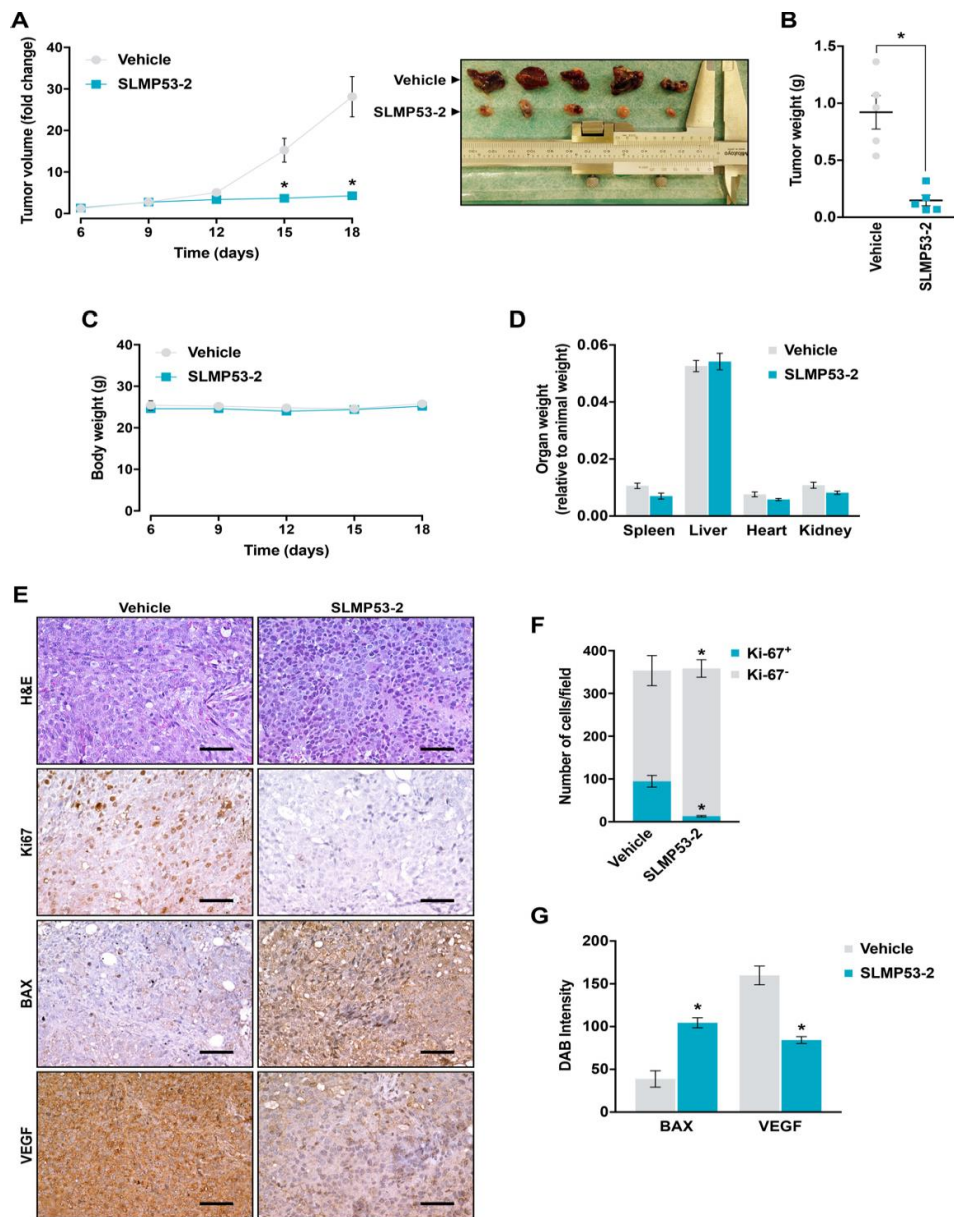 A
Vehicle
SLMP53-2
Tumor volume (fold change)
40
30
20
10
0
*
*
6
9
12
15
18
Time (days)
Vehicle
SLMP53-2
B
*
Tumor weight (g)
1.5
1.0
0.5
0.0
Vehicle
SLMP53-2
C
Vehicle
SLMP53-2
Body weight (g)
40
30
20
10
0
6
9
12
15
18
Time (days)
D
Vehicle
SLMP53-2
Organ weight
(relative to animal weight)
0.06
0.04
0.02
0.00
Spleen Liver Heart Kidney
E
Vehicle
SLMP53-2
H&E
Ki67
BAX
VEGF
F
Ki-67+
Ki-67-
Number of cells/field
400
300
200
100
0
*
*
Vehicle
SLMP53-2
G
Vehicle
SLMP53-2
DAB Intensity
200
150
100
50
0
*
*
BAX VEGF